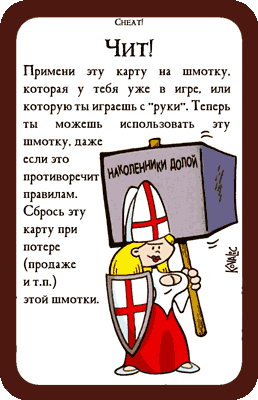 Cheat!
Чит!
Примени эту карту на шмотку,
которая у тебя уже в игре, или
которую ты играешь с "руки". Теперь
ты можешь использовать эту
шмотку, даже
если это
противоречит
правилам.
Сбрось эту
карту при
потере
(продаже
и т.п.)
этой шмотки.
НАКОЛЕННИКИ ДОЛОЙ
Kovalic